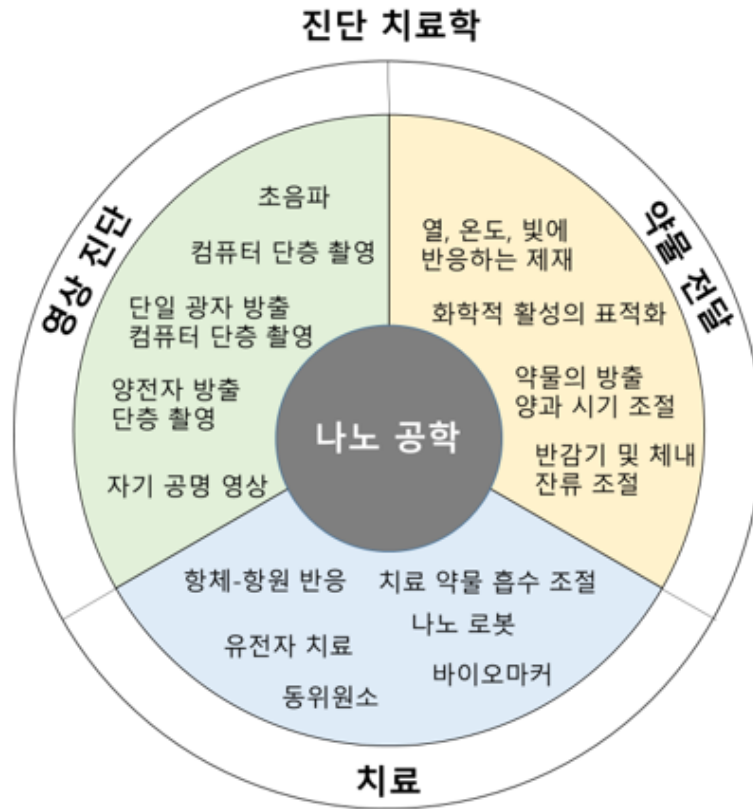 진단 치료학
영상 진단
초음파
컴퓨터 단층 촬영
단일 광자 방출
컴퓨터 단층 촬영
양전자 방출
단층 촬영
자기 공명 영상
약물 전달
열, 온도, 빛에
반응하는 제재
화학적 활성의 표적화
약물의 방출
양과 시기 조절
반감기 및 체내
잔류 조절
나노 공학
항체-항원 반응
치료 약물 흡수 조절
나노 로봇
유전자 치료
바이오마커
동위원소
치료